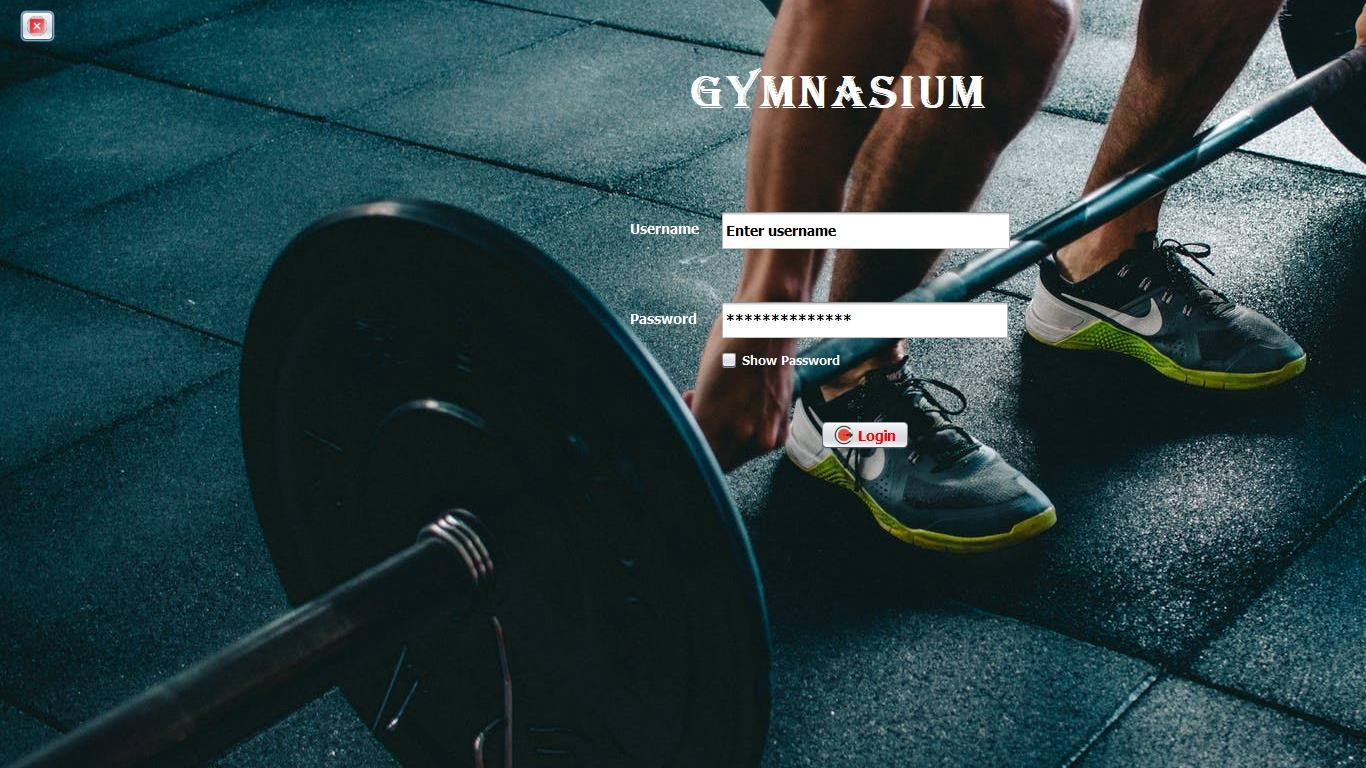 GYMNASIUM
Username
Enter username
Password
**************
Show Password
Login